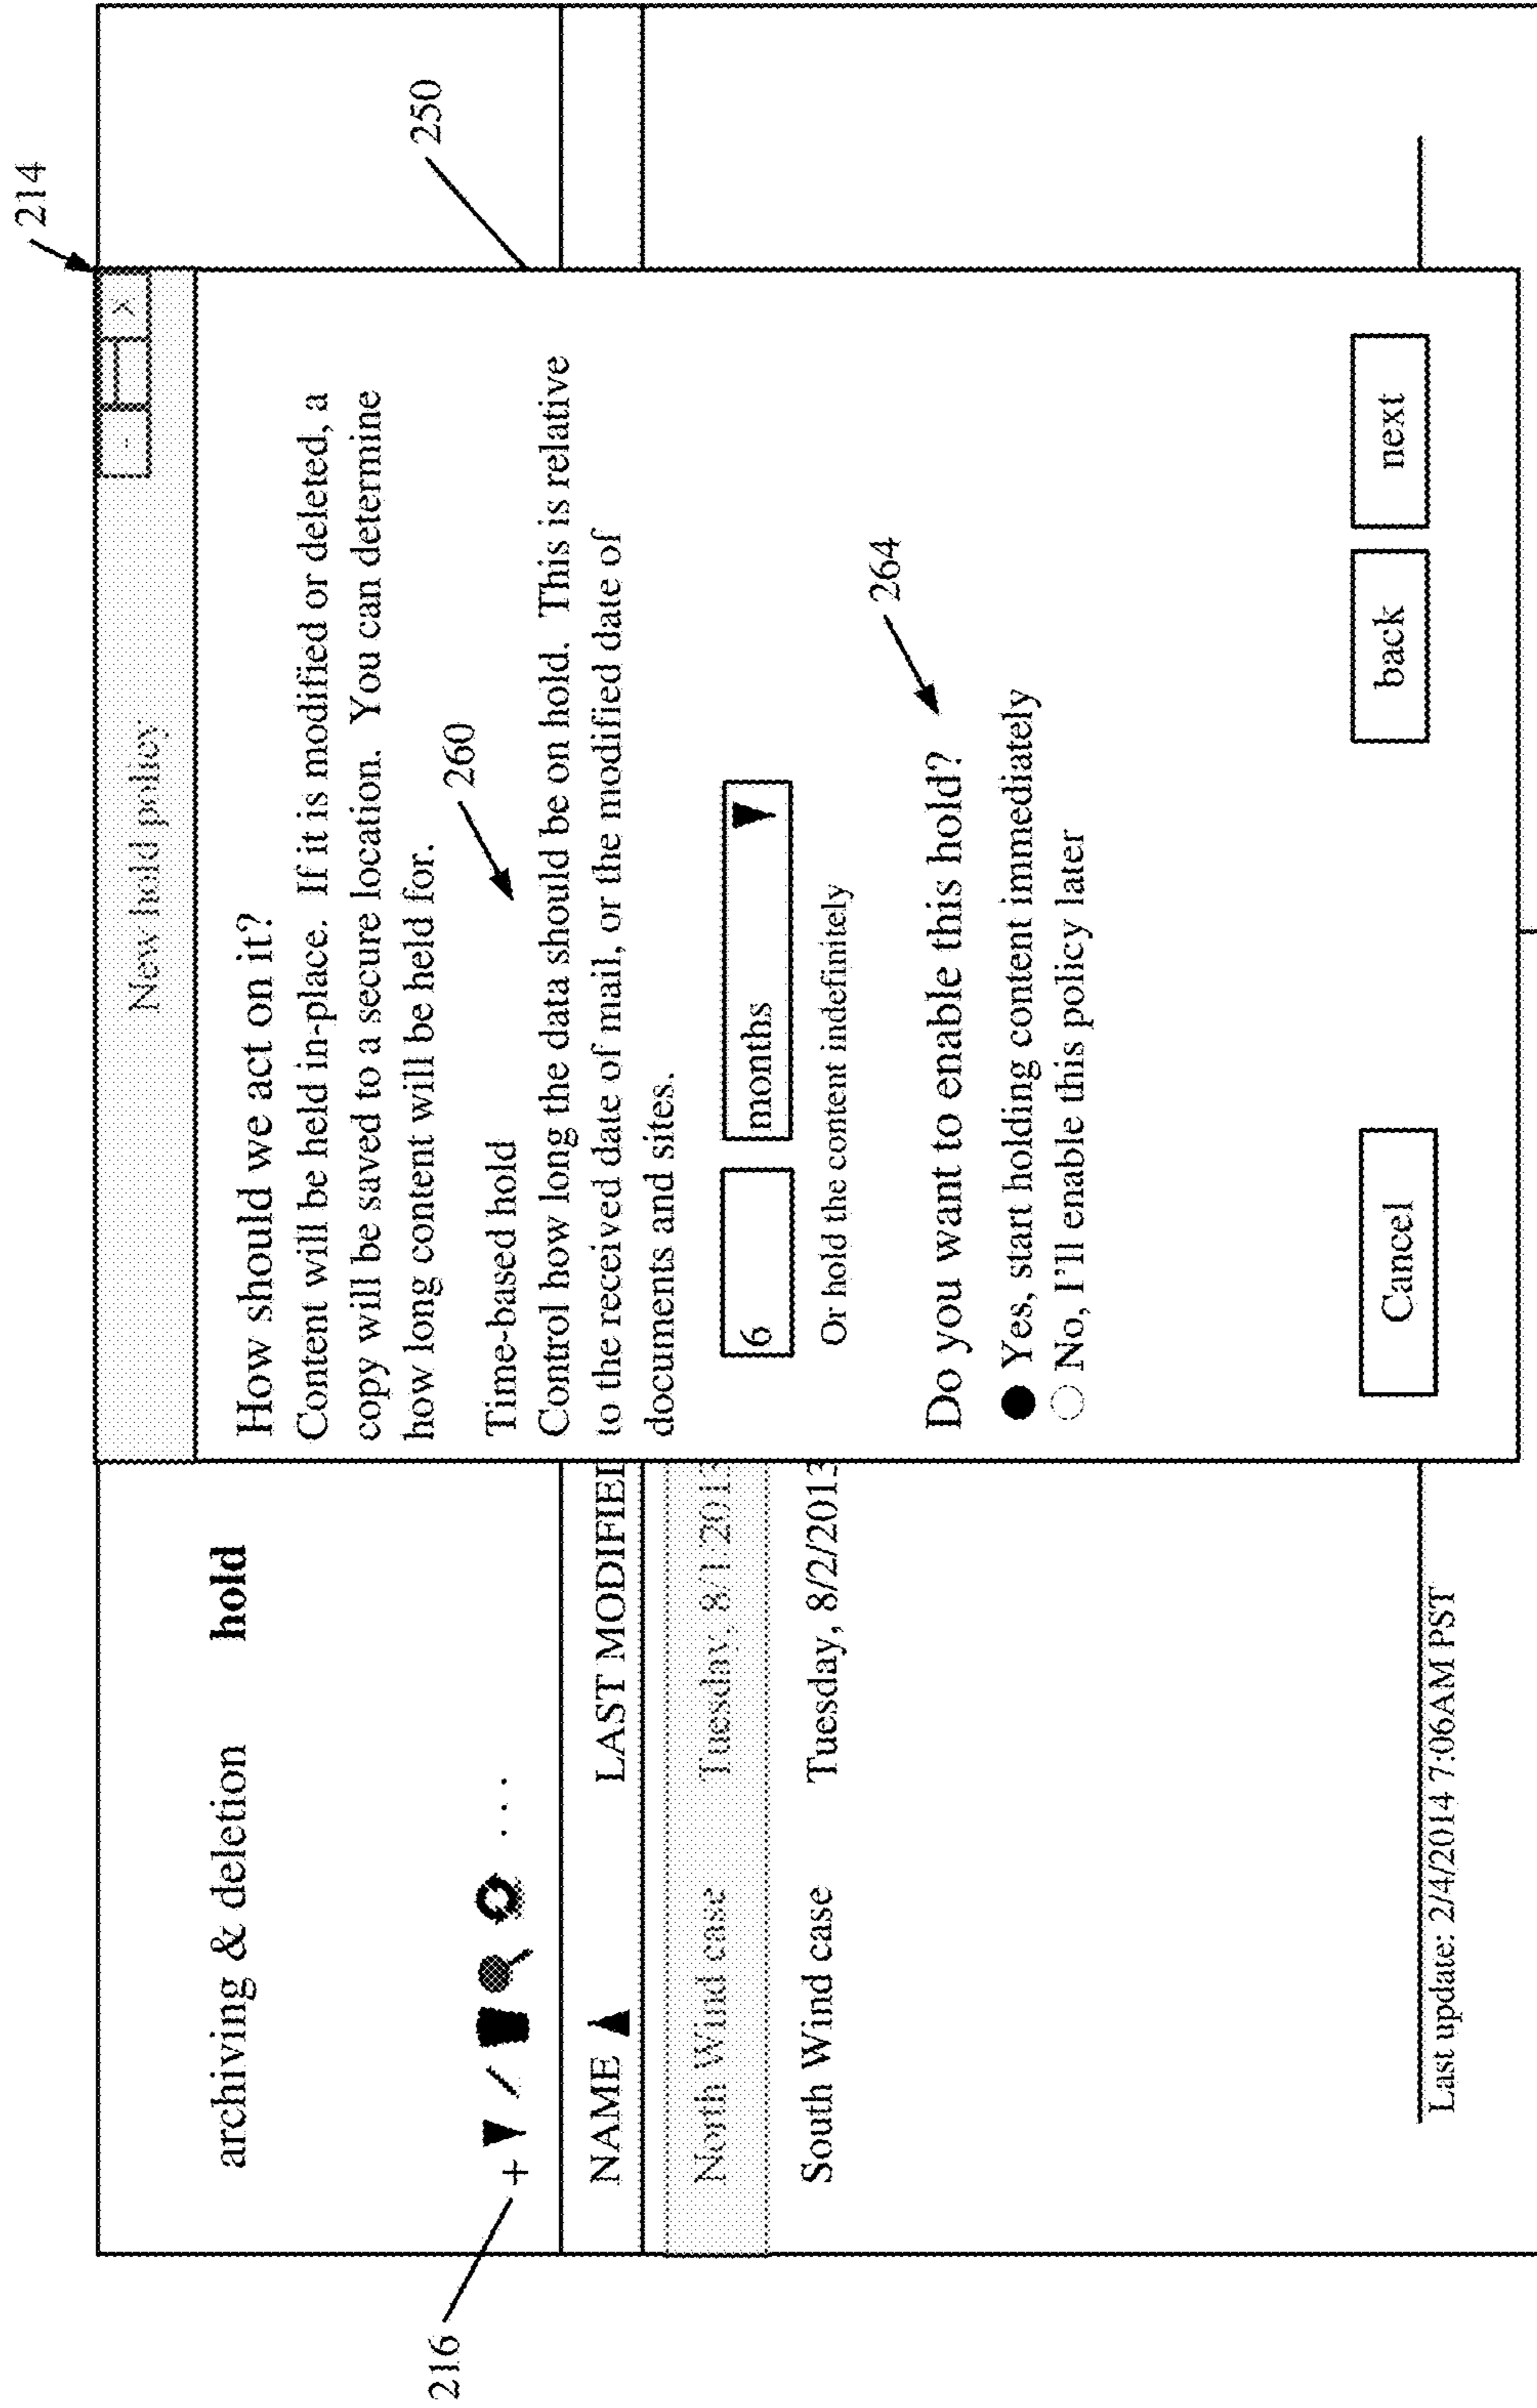 214
New hold policy
- X
archiving & deletion hold
How should we act on it?
Content will be held in-place. If it is modified or deleted, a
copy will be saved to a secure location. You can determine
how long content will be held for.
250
216
+ / . . .
260
Time-based hold
Control how long the data should be on hold. This is relative
to the received date of mail, or the modified date of
documents and sites.
NAME LAST MODIFIED
North Wind case Tuesday, 8/1/2013
South Wind case Tuesday, 8/2/2013
6 months
Or hold the content indefinitely
264
Do you want to enable this hold?
Yes, start holding content immediately
No, I'll enable this policy later
Cancel back next
Last update: 2/4/2014 7:06AM PST